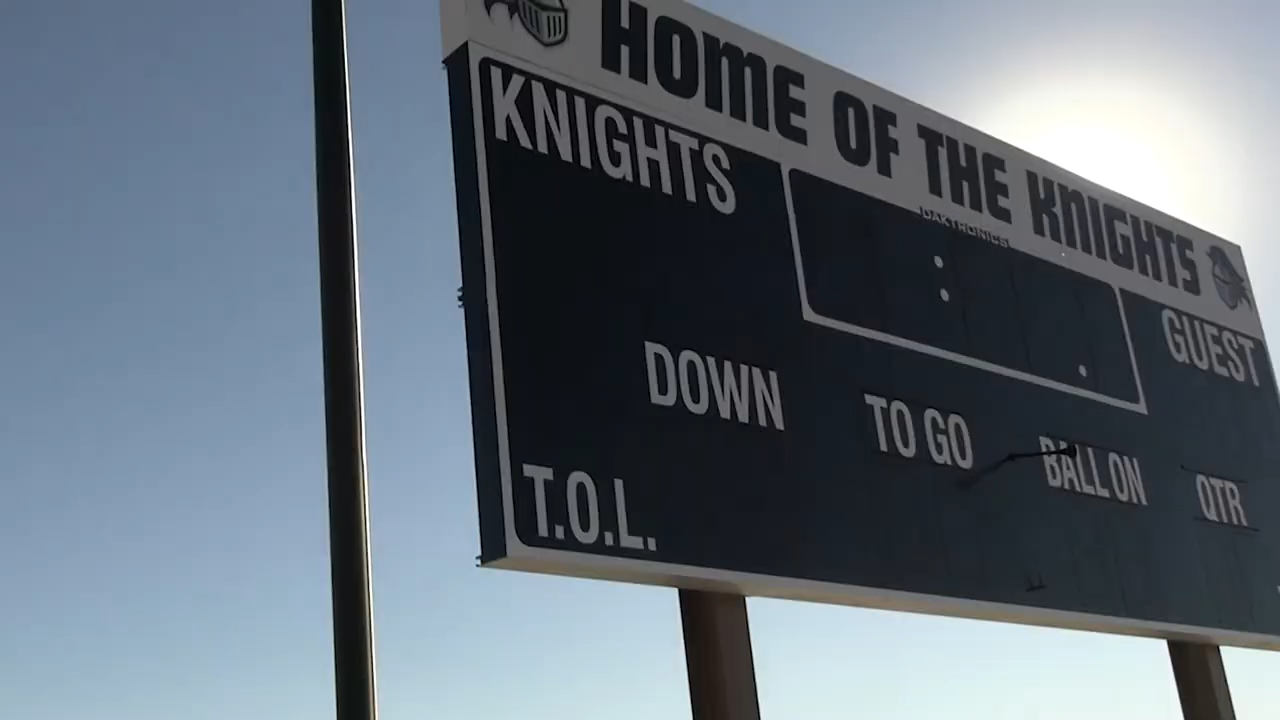 HOME OF THE KNIGHTS
KNIGHTS
DAKTRONICS
:
.
GUEST
DOWN
TO GO
BALL ON
QTR
T.O.L.